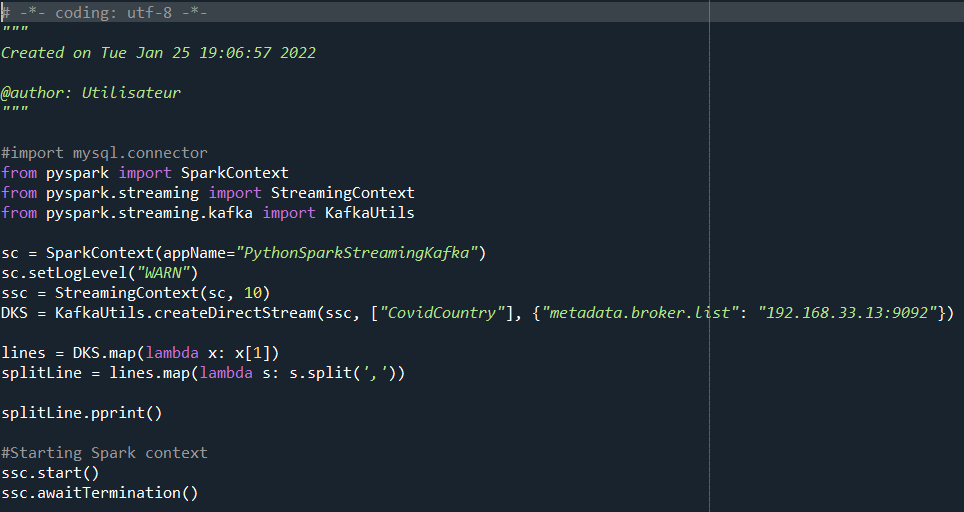 # -*- coding: utf-8 -*-
"""
Created on Tue Jan 25 19:06:57 2022
@author: Utilisateur
"""
#import mysql.connector
from pyspark import SparkContext
from pyspark.streaming import StreamingContext
from pyspark.streaming.kafka import KafkaUtils
sc = SparkContext(appName="PythonSparkStreamingKafka")
sc.setLogLevel("WARN")
ssc = StreamingContext(sc, 10)
DKS = KafkaUtils.createDirectStream(ssc, ["CovidCountry"], {"metadata.broker.list": "192.168.33.13:9092"})
lines = DKS.map(lambda x: x[1])
splitLine = lines.map(lambda s: s.split(','))
splitLine.pprint()
#Starting Spark context
ssc.start()
ssc.awaitTermination()